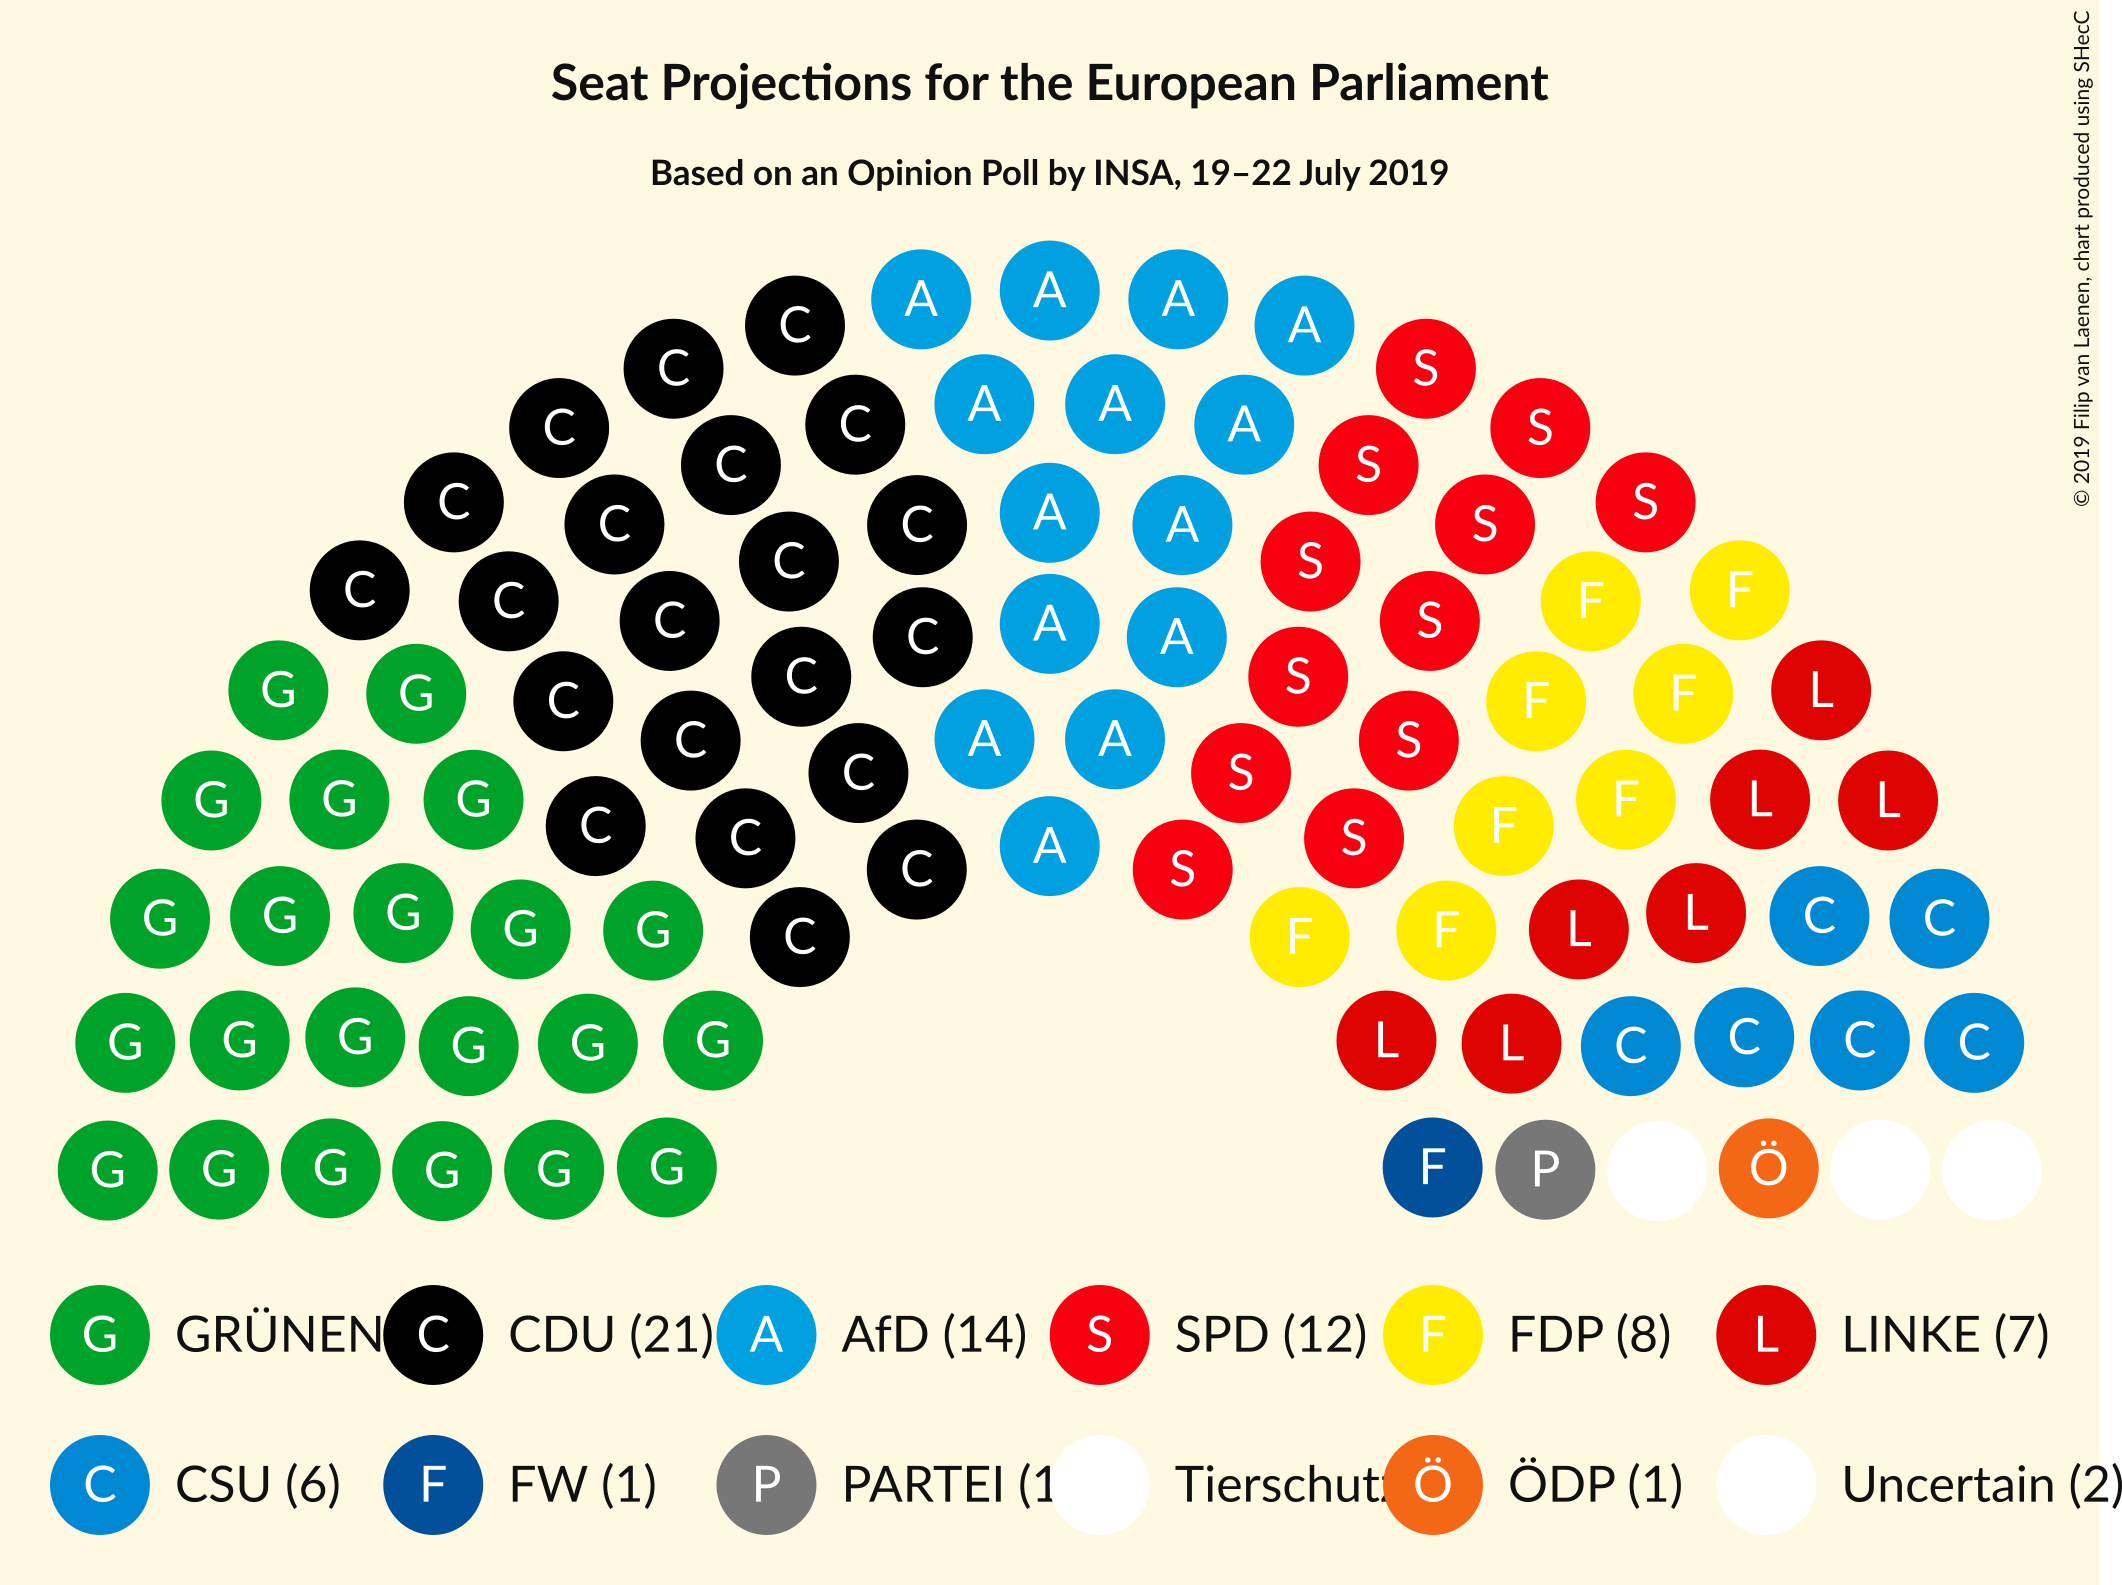 Seat Projections for the European Parliament
Based on an Opinion Poll by INSA, 19–22 July 2019
© 2019 Filip van Laenen, chart produced using SHecC
A A A A
C C S
C A A A S
C C C S S
C C C A A S S
C C C C A A S S F F
G G C C C A A S S F F L
G G G C C C A S S F F L L
G G G G G C F F L L C C
G G G G G G L L C C C C
G G G G G G F P Ö
G GRÜNEN C CDU (21) A AfD (14) S SPD (12) F FDP (8) L LINKE (7)
C CSU (6) F FW (1) P PARTEI (1 Tierschutz Ö ÖDP (1) Uncertain (2)